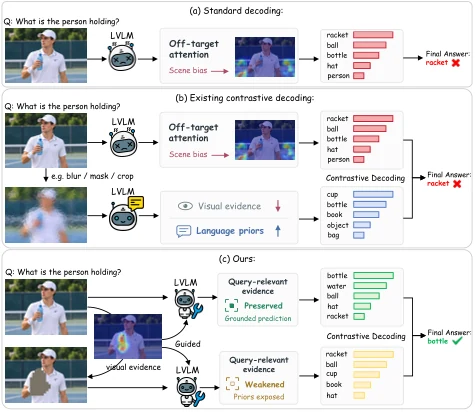 (a) Standard decoding:
Q: What is the person holding?
LVLM
Off-target
attention
Scene bias
racket
ball
bottle
hat
person
Final Answer:
racket
(b) Existing contrastive decoding:
Q: What is the person holding?
LVLM
Off-target
attention
Scene bias
racket
ball
bottle
hat
person
e.g. blur / mask / crop
LVLM
Visual evidence
Language priors
Contrastive Decoding
cup
bottle
book
object
bag
Final Answer:
racket
(c) Ours:
Q: What is the person holding?
LVLM
Query-relevant
evidence
Preserved
Grounded prediction
bottle
water
ball
hat
racket
Guided
visual evidence
LVLM
Query-relevant
evidence
Weakened
Priors exposed
Contrastive Decoding
racket
ball
cup
book
hat
Final Answer:
bottle